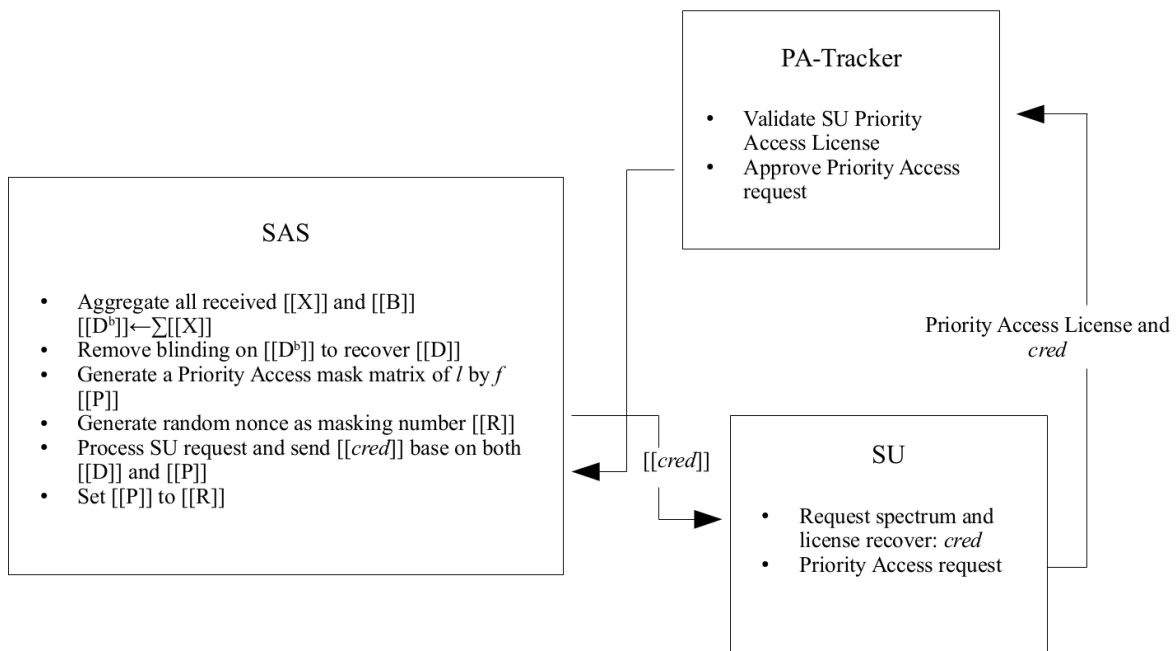 PA-Tracker
• Validate SU Priority
Access License
• Approve Priority Access
request
SAS
• Aggregate all received [[X]] and [[B]]
[[Dᵇ]]←∑[[X]]
• Remove blinding on [[Dᵇ]] to recover [[D]]
• Generate a Priority Access mask matrix of l by f
[[P]]
• Generate random nonce as masking number [[R]]
• Process SU request and send [[cred]] base on both
[[D]] and [[P]]
• Set [[P]] to [[R]]
[[cred]]
SU
• Request spectrum and
license recover: cred
• Priority Access request
Priority Access License and
cred